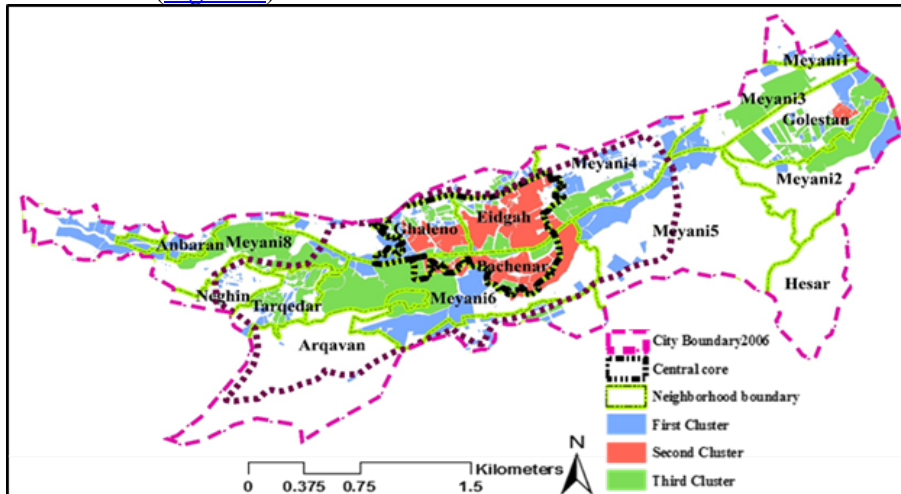 Meyani1
Meyani3
Golestan
Meyani4
Meyani2
Eidgah
Ghaleno
Meyani5
Anbaran
Meyani8
Bachenar
Hesar
Neghin
Tarqedar
Meyani6
Arqavan
City Boundary2006
Central core
Neighborhood boundary
First Cluster
Second Cluster
Third Cluster
N
Kilometers
0 0.375 0.75 1.5